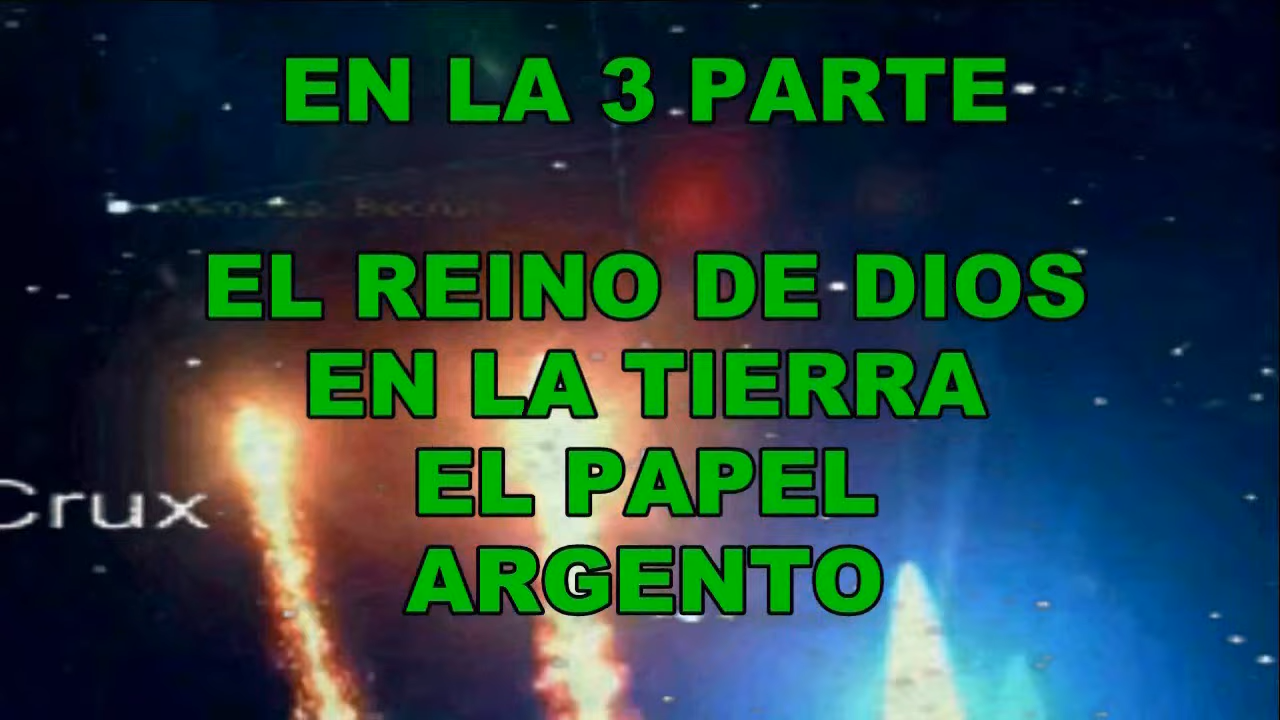 EN LA 3 PARTE
EL REINO DE DIOS
EN LA TIERRA
EL PAPEL
Crux
ARGENTO